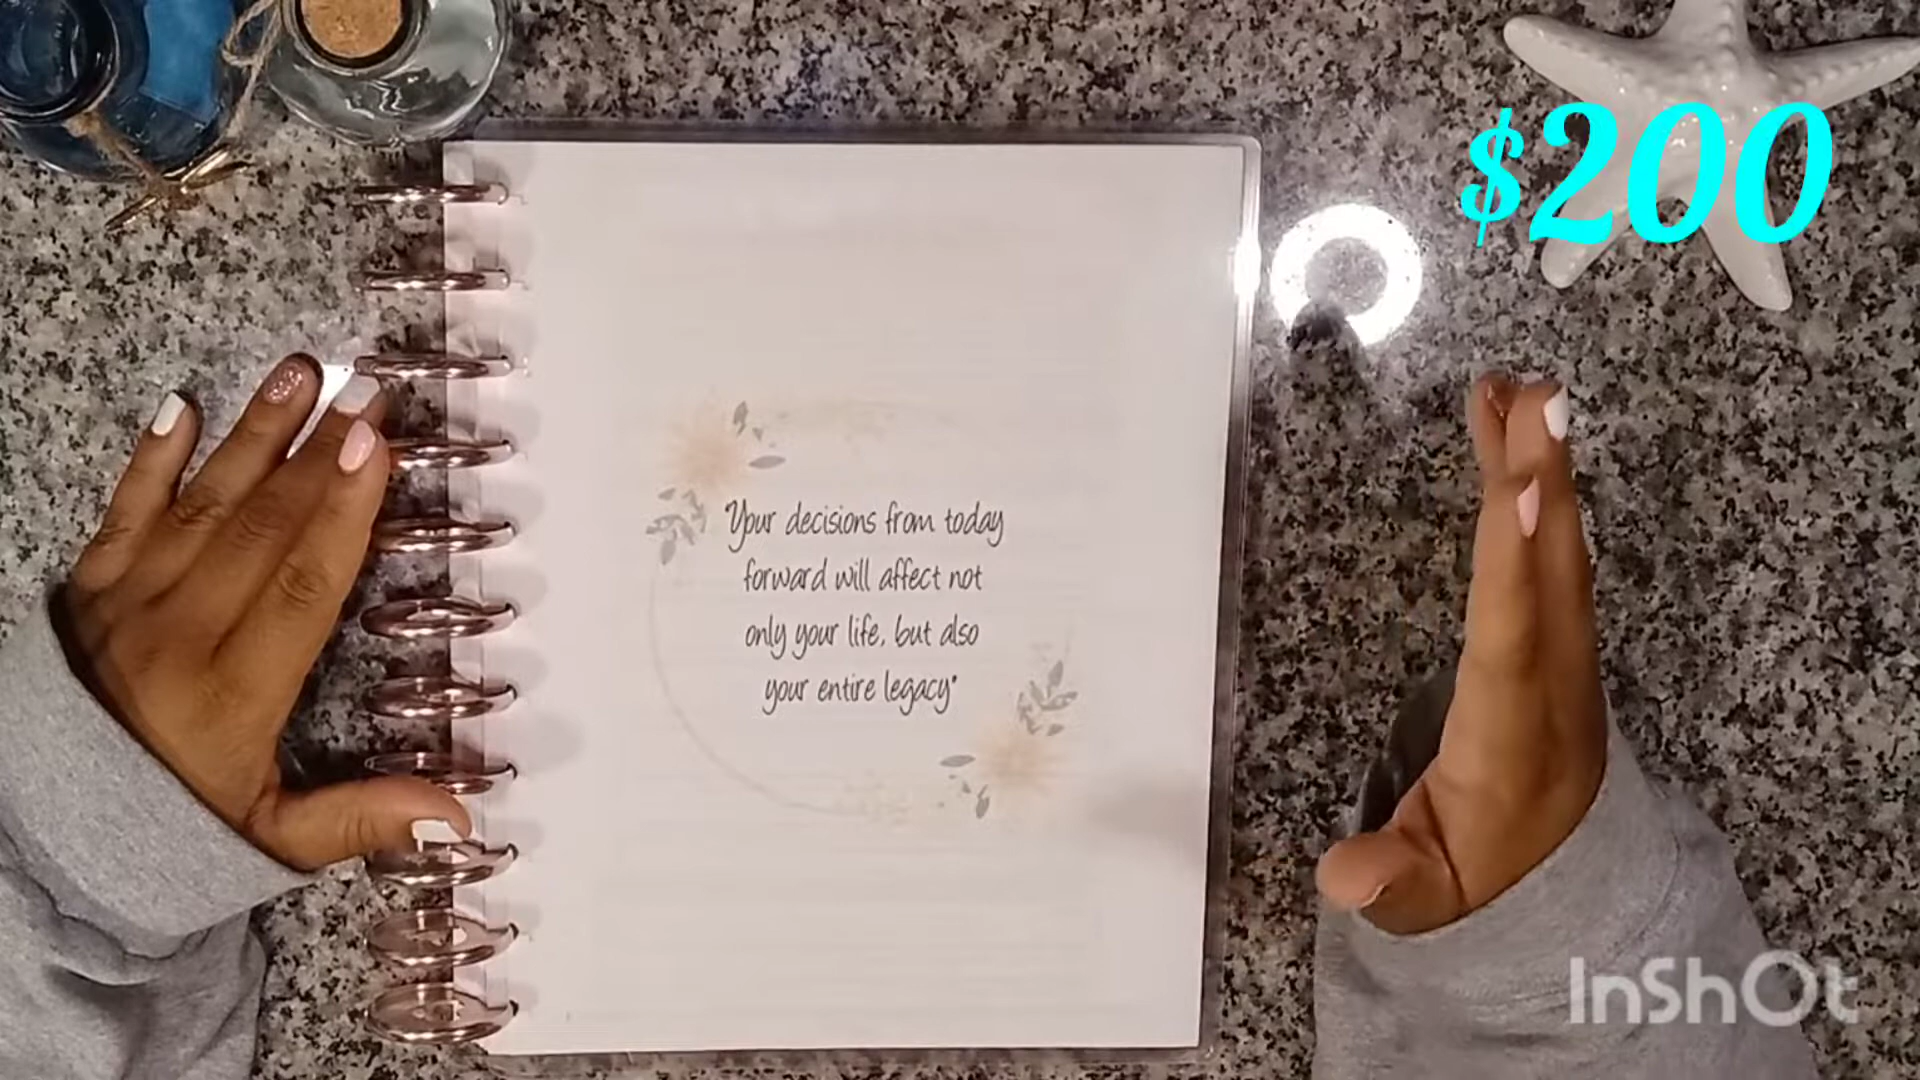 $200
"Your decisions from today
forward will affect not
only your life, but also
your entire legacy"
InShOt